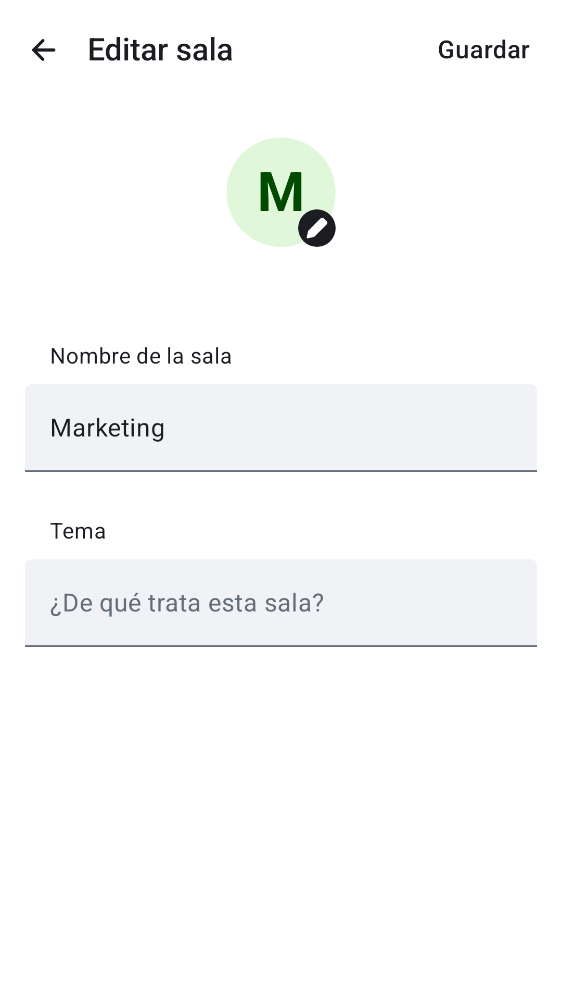 Editar sala
Guardar
M
Nombre de la sala
Marketing
Tema
¿De qué trata esta sala?